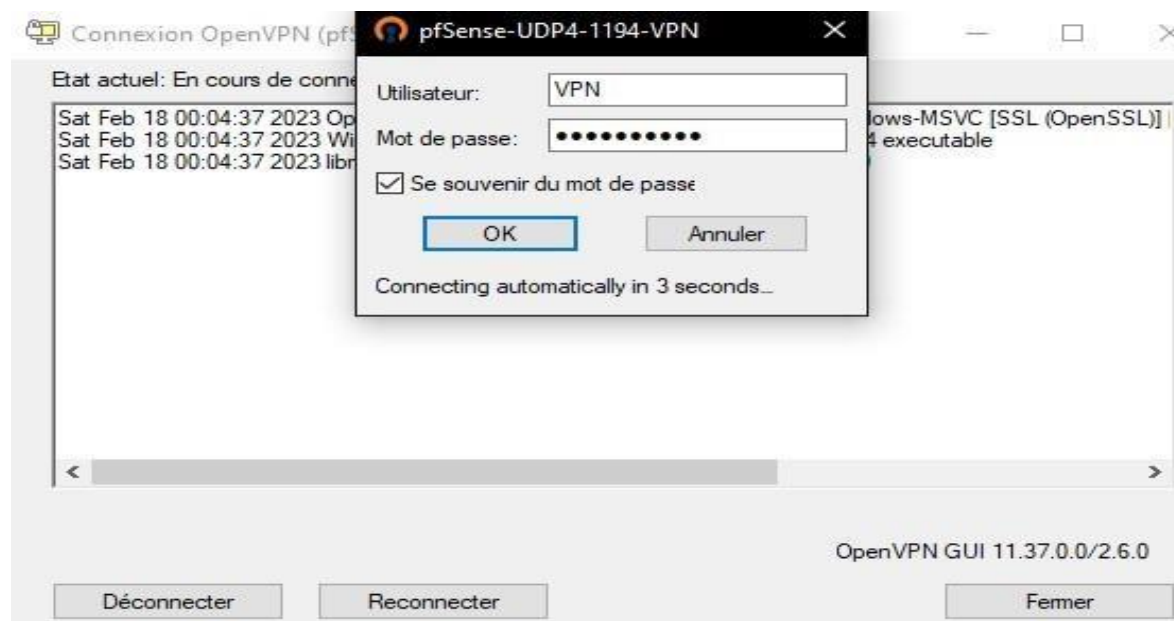 Connexion OpenVPN (pfS
pfSense-UDP4-1194-VPN
Etat actuel: En cours de conne
Utilisateur:
VPN
Mot de passe:
Se souvenir du mot de passe
OK
Annuler
Connecting automatically in 3 seconds...
Sat Feb 18 00:04:37 2023 Op
dows-MSVC [SSL (OpenSSL)]
Sat Feb 18 00:04:37 2023 Wi
4 executable
Sat Feb 18 00:04:37 2023 libr
OpenVPN GUI 11.37.0.0/2.6.0
Déconnecter
Reconnecter
Fermer